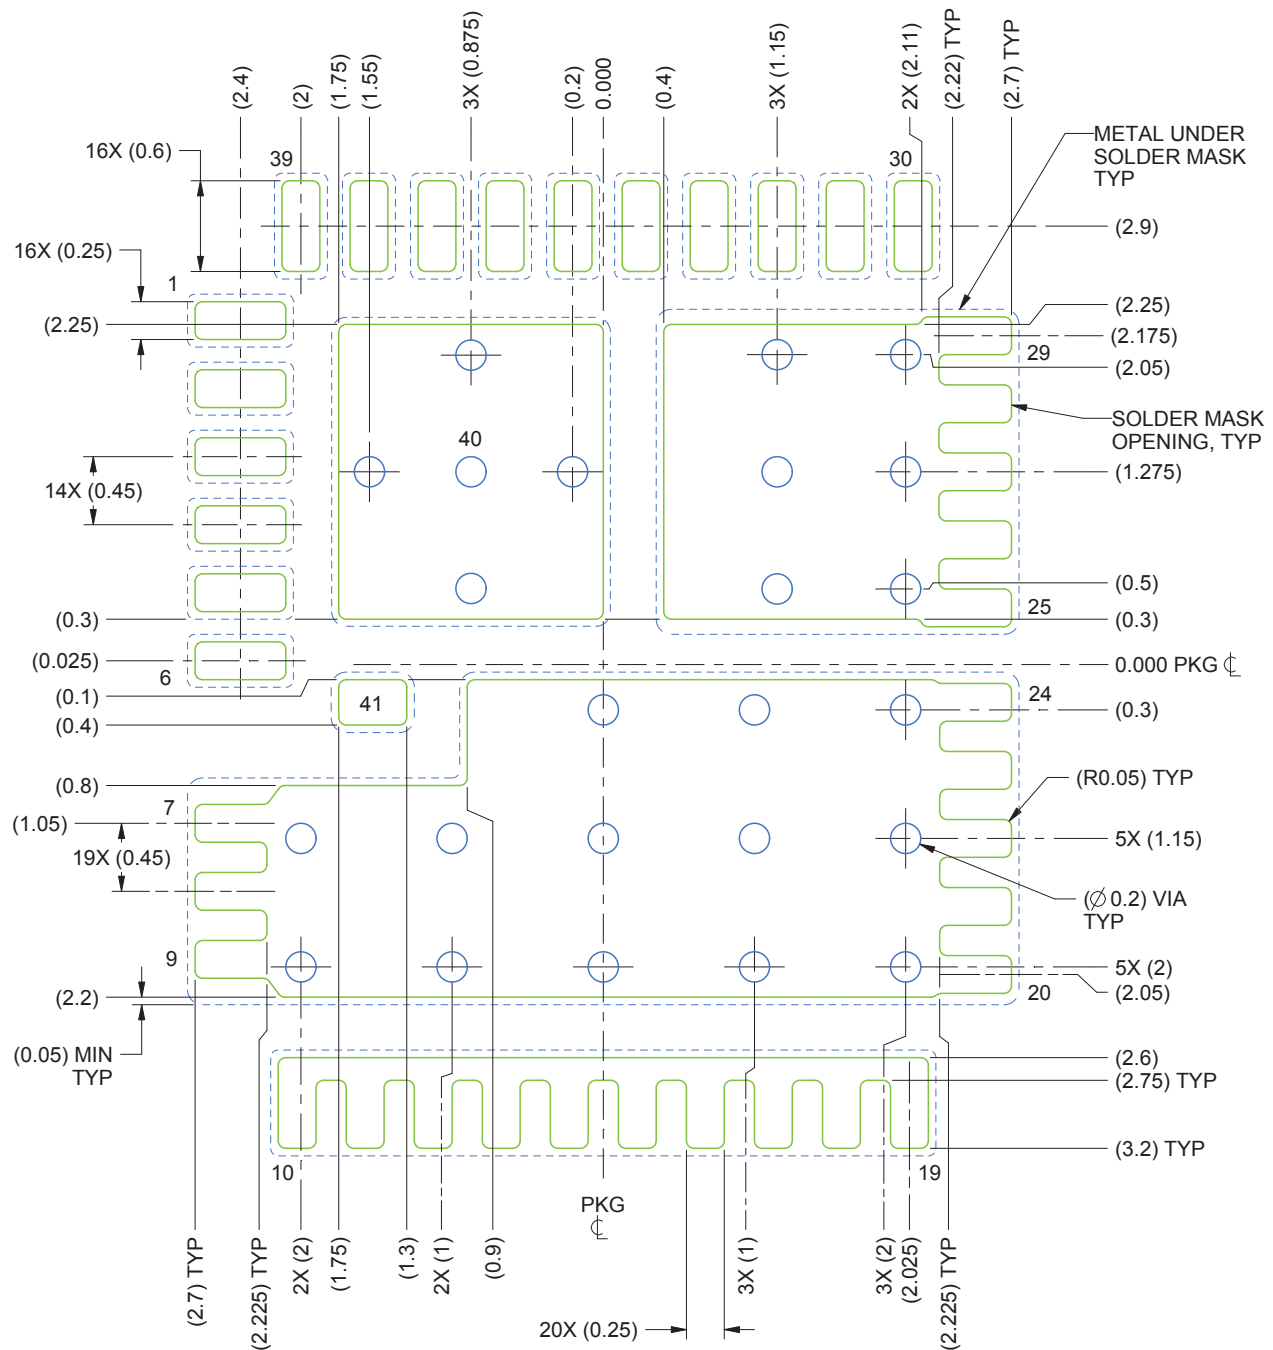 (2.4)
(2)
(1.75)
(1.55)
3X (0.875)
(0.2)
0.000
(0.4)
3X (1.15)
2X (2.11)
(2.22) TYP
(2.7) TYP
16X (0.6)
39
30
METAL UNDER
SOLDER MASK
TYP
(2.9)
16X (0.25)
1
(2.25)
(2.25)
(2.175)
29
(2.05)
SOLDER MASK
OPENING, TYP
40
(1.275)
14X (0.45)
(0.5)
(0.3)
25
(0.3)
(0.025)
6
0.000 PKG ℄
(0.1)
41
24
(0.3)
(0.4)
(0.8)
7
(R0.05) TYP
(1.05)
5X (1.15)
19X (0.45)
(∅ 0.2) VIA
TYP
9
5X (2)
(2.2)
20
(2.05)
(0.05) MIN
TYP
(2.6)
(2.75) TYP
10
19
(3.2) TYP
PKG
℄
(2.7) TYP
(2.225) TYP
2X (2)
(1.75)
(1.3)
2X (1)
(0.9)
3X (1)
3X (2)
(2.025)
(2.225) TYP
20X (0.25)